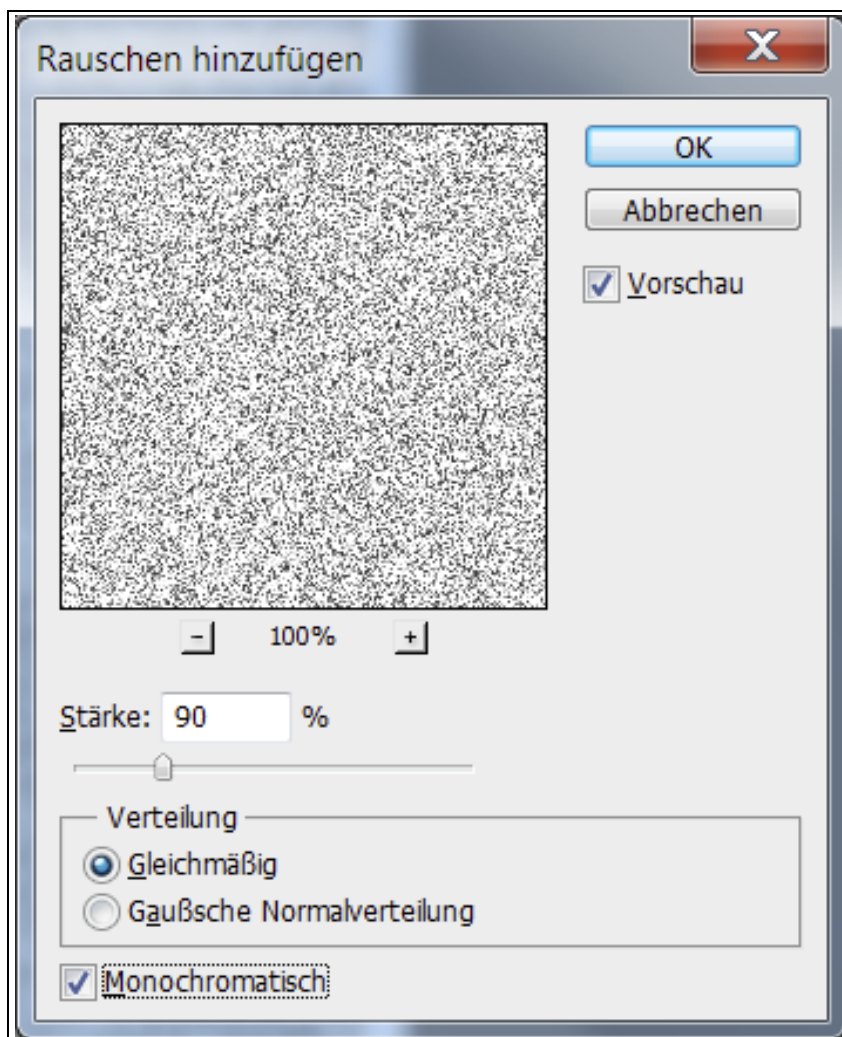 Rauschen hinzufügen
OK
Abbrechen
Vorschau
- 100% +
Stärke: 90 %
Verteilung
Gleichmäßig
Gaußsche Normalverteilung
Monochromatisch